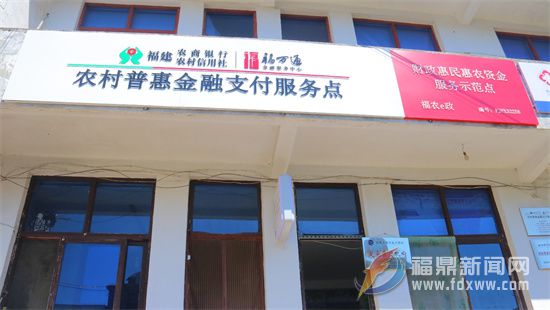 福建 农商银行
农村信用社
福万通
农村普惠金融支付服务点
财政惠民惠农资金
服务示范点
福农e政
福鼎新闻网
www.fdxww.com